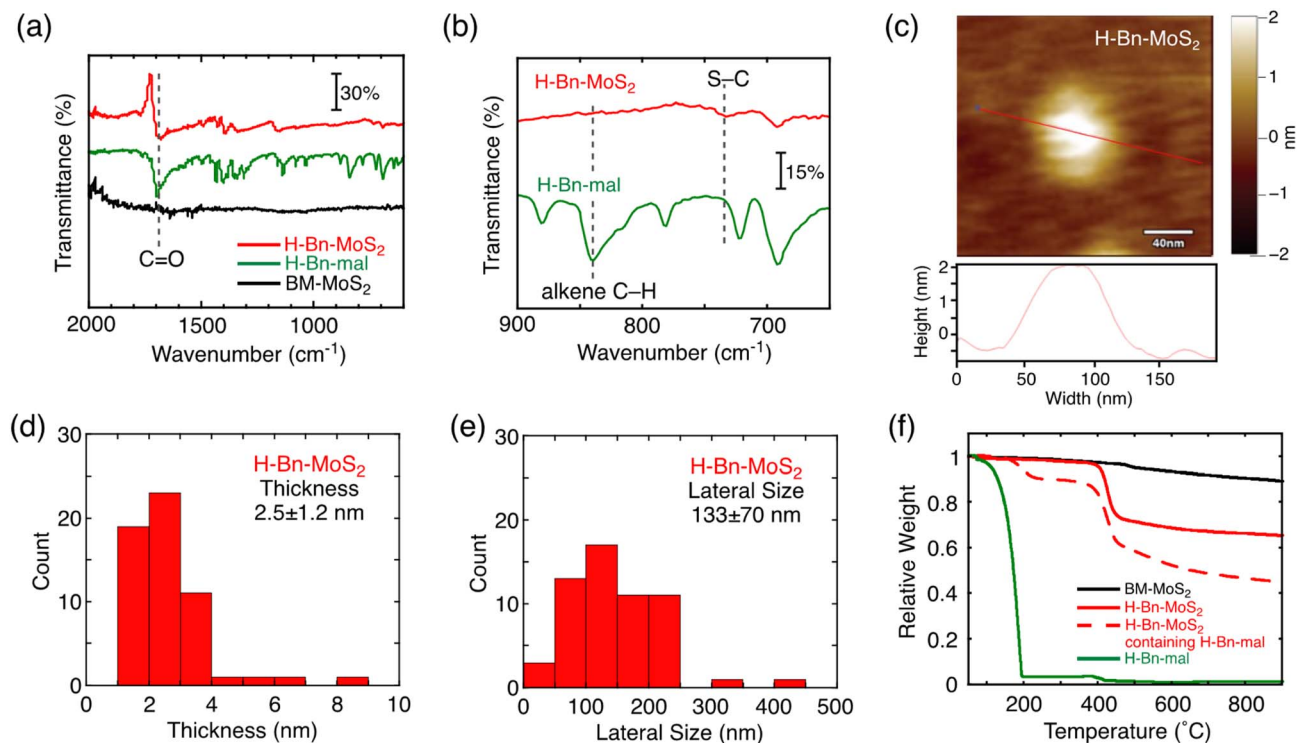 (a)
30%
Transmittance (%)
C=O
H-Bn-MoS₂
H-Bn-mal
BM-MoS₂
2000 1500 1000
Wavenumber (cm⁻¹)
(b)
H-Bn-MoS₂
S–C
15%
H-Bn-mal
Transmittance (%)
alkene C–H
900 800 700
Wavenumber (cm⁻¹)
(c)
H-Bn-MoS₂
40nm
2
1
0
−1
−2
nm
Height (nm)
2
1
0
0 50 100 150
Width (nm)
(d)
30
20
10
0
Count
H-Bn-MoS₂
Thickness
2.5±1.2 nm
0 2 4 6 8 10
Thickness (nm)
(e)
30
20
10
0
Count
H-Bn-MoS₂
Lateral Size
133±70 nm
0 100 200 300 400 500
Lateral Size (nm)
(f)
1
0.8
0.6
0.4
0.2
0
Relative Weight
BM-MoS₂
H-Bn-MoS₂
H-Bn-MoS₂
containing H-Bn-mal
H-Bn-mal
200 400 600 800
Temperature (˚C)